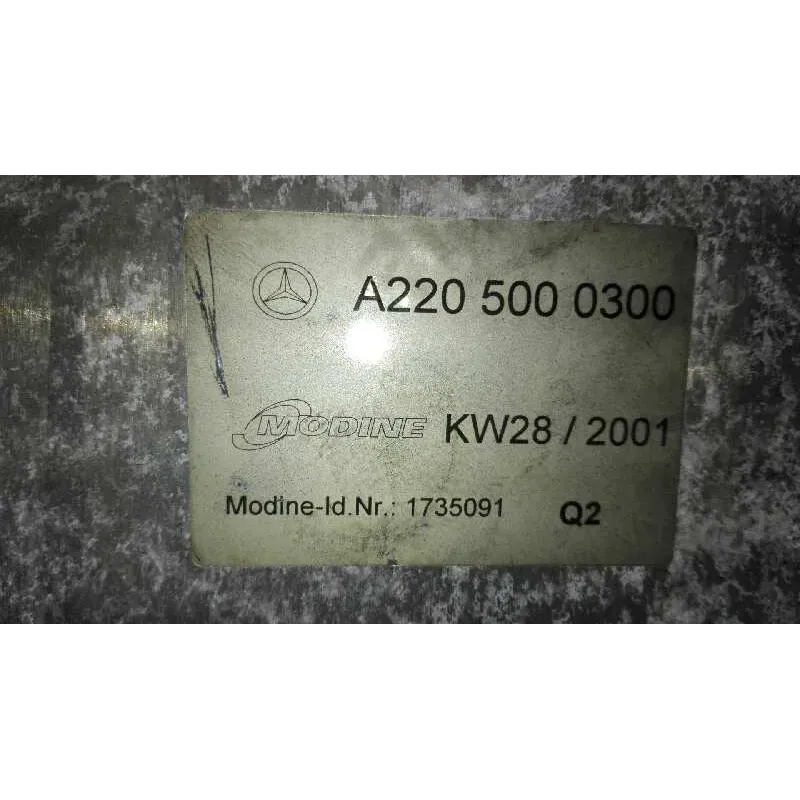 A220 500 0300
MODINE KW28 / 2001
Modine-Id.Nr.: 1735091 Q2